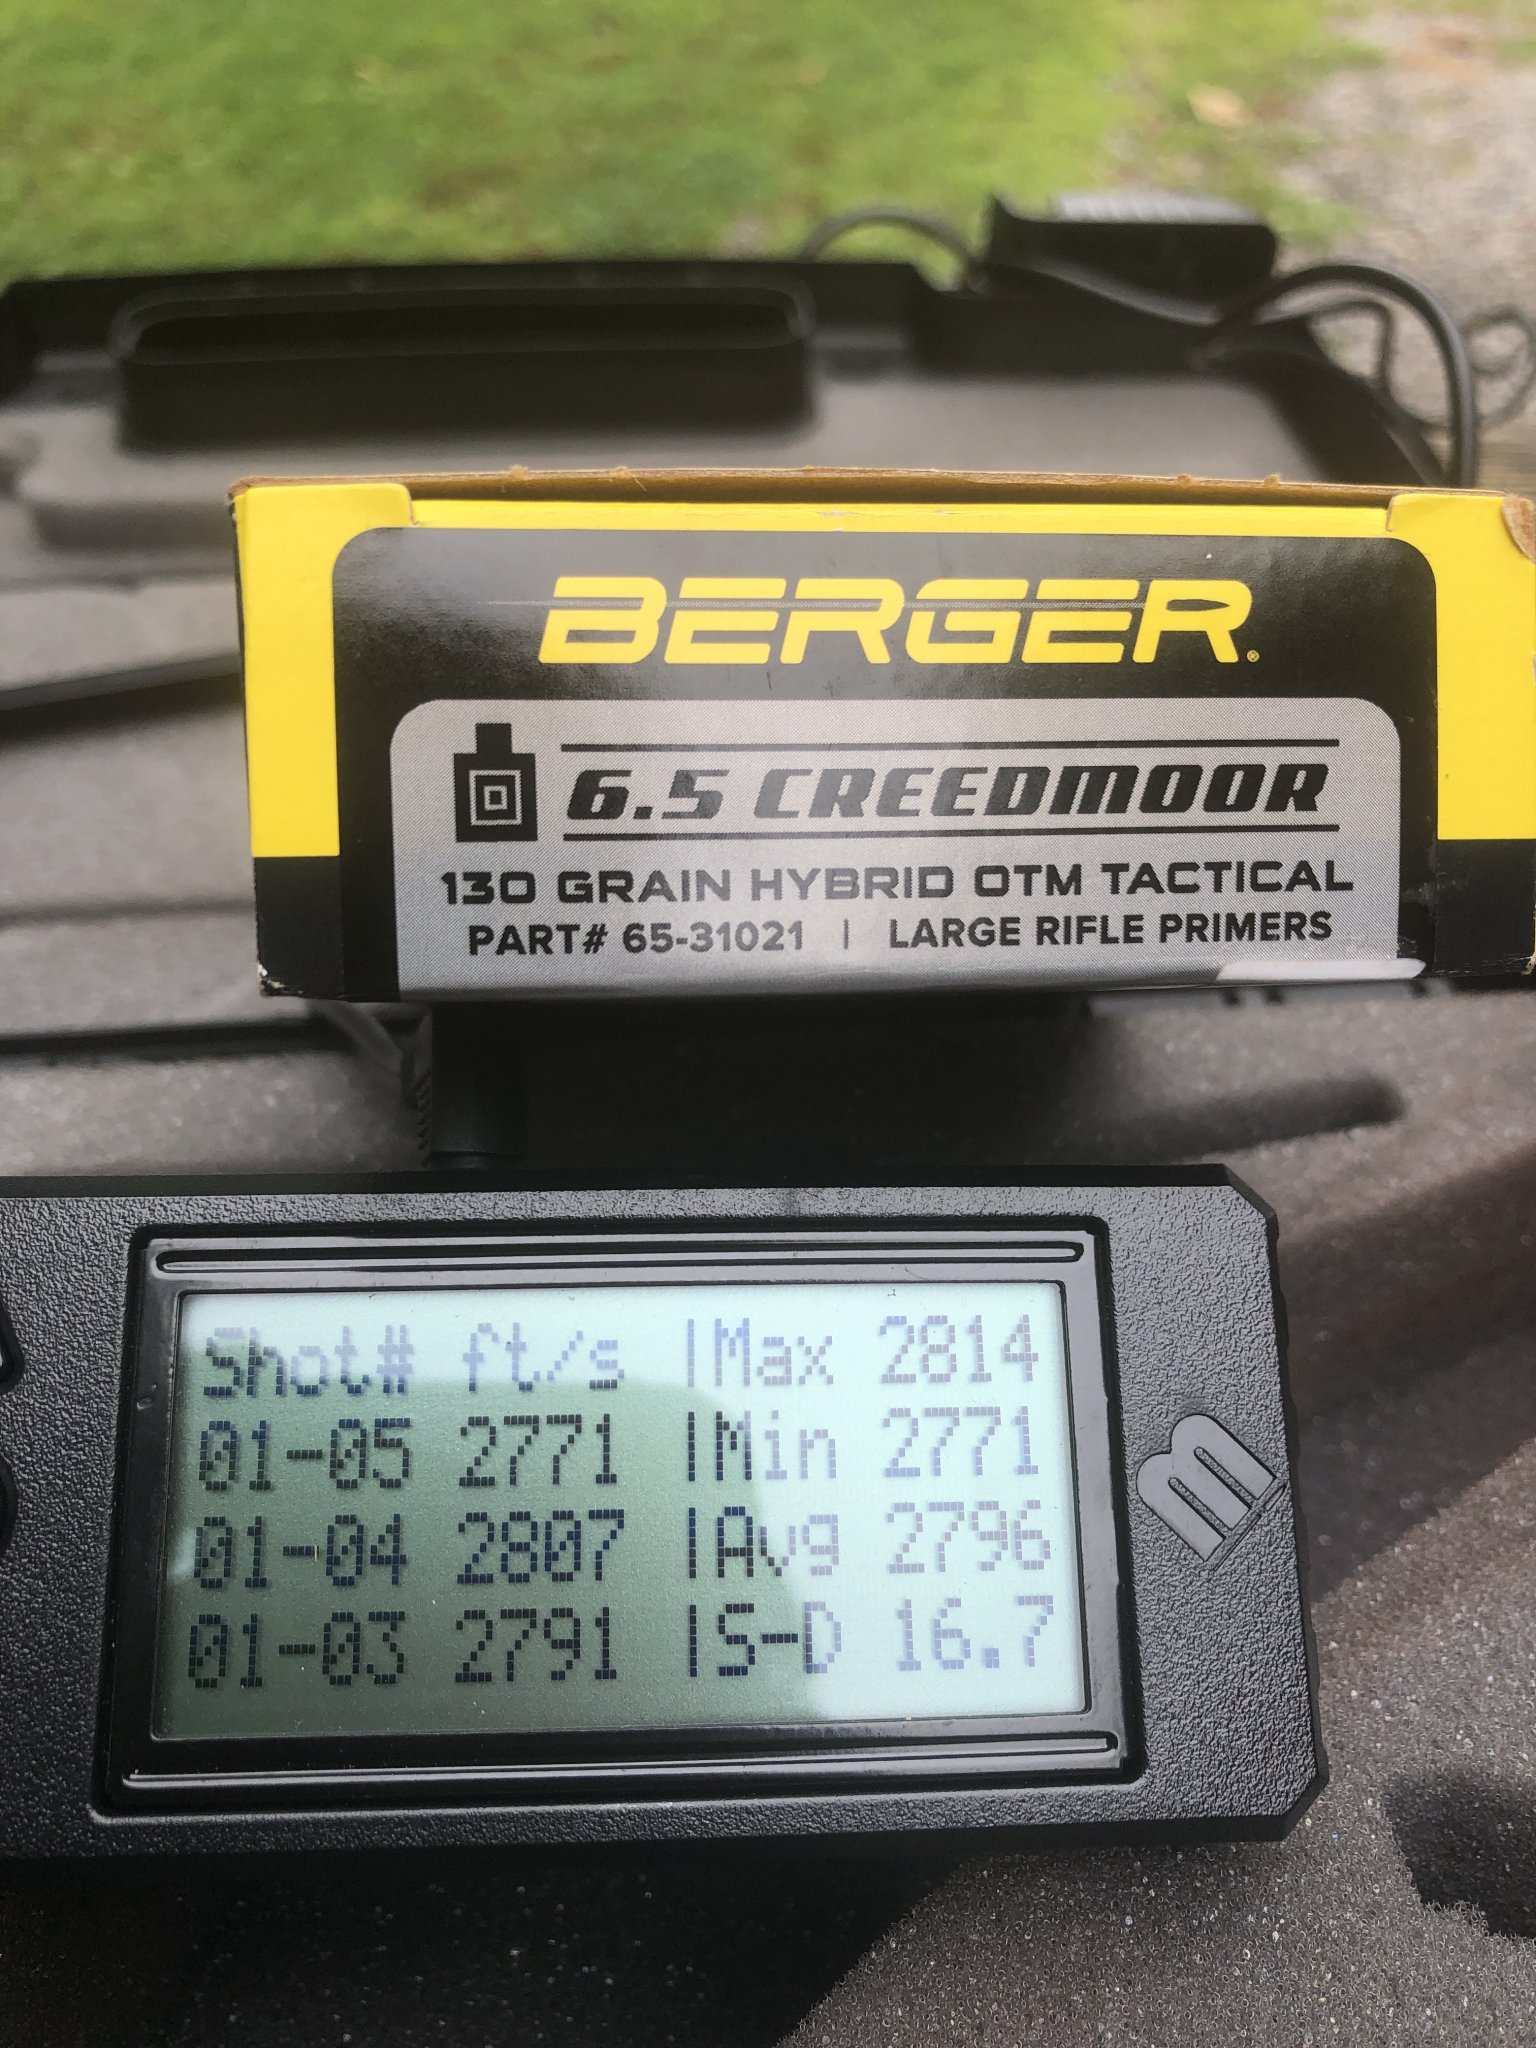 BERGER®
6.5 CREEDMOOR
130 GRAIN HYBRID OTM TACTICAL
PART# 65-31021 | LARGE RIFLE PRIMERS
Shot# ft/s |Max 2814
01-05 2771 |Min 2771
01-04 2807 |Avg 2796
01-03 2791 |S-D 16.7
m